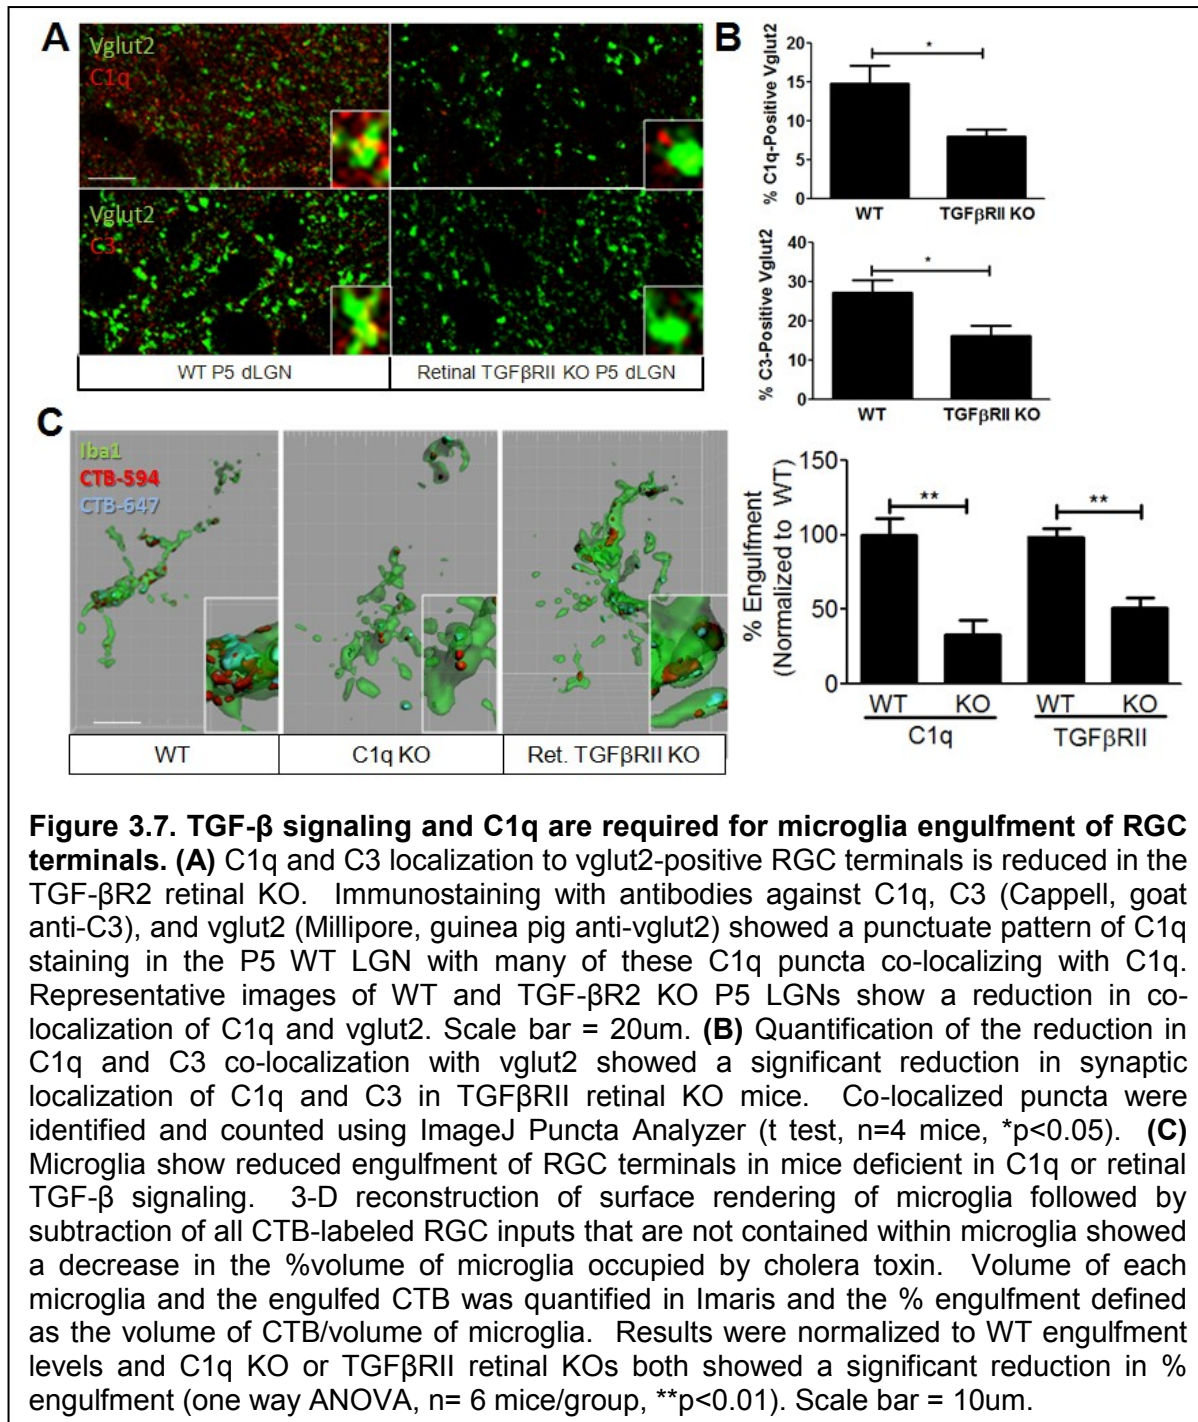 A
Vglut2
C1q
Vglut2
C3
WT P5 dLGN
Retinal TGFβRII KO P5 dLGN
B
% C1q-Positive Vglut2
20
15
10
5
0
*
WT
TGFβRII KO
% C3-Positive Vglut2
40
30
20
10
0
*
WT
TGFβRII KO
C
Iba1
CTB-594
CTB-647
WT
C1q KO
Ret. TGFβRII KO
% Engulfment
(Normalized to WT)
150
100
50
0
**
**
WT
KO
WT
KO
C1q
TGFβRII
Figure 3.7. TGF-β signaling and C1q are required for microglia engulfment of RGC
terminals. (A) C1q and C3 localization to vglut2-positive RGC terminals is reduced in the
TGF-βR2 retinal KO. Immunostaining with antibodies against C1q, C3 (Cappell, goat
anti-C3), and vglut2 (Millipore, guinea pig anti-vglut2) showed a punctuate pattern of C1q
staining in the P5 WT LGN with many of these C1q puncta co-localizing with C1q.
Representative images of WT and TGF-βR2 KO P5 LGNs show a reduction in co-
localization of C1q and vglut2. Scale bar = 20um. (B) Quantification of the reduction in
C1q and C3 co-localization with vglut2 showed a significant reduction in synaptic
localization of C1q and C3 in TGFβRII retinal KO mice. Co-localized puncta were
identified and counted using ImageJ Puncta Analyzer (t test, n=4 mice, *p<0.05). (C)
Microglia show reduced engulfment of RGC terminals in mice deficient in C1q or retinal
TGF-β signaling. 3-D reconstruction of surface rendering of microglia followed by
subtraction of all CTB-labeled RGC inputs that are not contained within microglia showed
a decrease in the %volume of microglia occupied by cholera toxin. Volume of each
microglia and the engulfed CTB was quantified in Imaris and the % engulfment defined
as the volume of CTB/volume of microglia. Results were normalized to WT engulfment
levels and C1q KO or TGFβRII retinal KOs both showed a significant reduction in %
engulfment (one way ANOVA, n= 6 mice/group, **p<0.01). Scale bar = 10um.